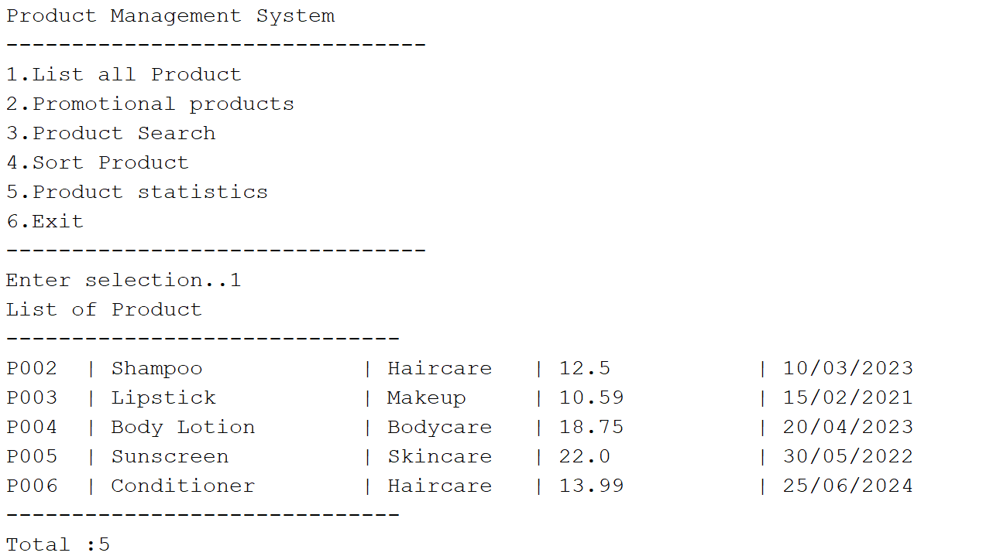 Product Management System
--------------------------------
1.List all Product
2.Promotional products
3.Product Search
4.Sort Product
5.Product statistics
6.Exit
--------------------------------
Enter selection..1
List of Product
------------------------------
P002  | Shampoo            | Haircare   | 12.5           | 10/03/2023
P003  | Lipstick           | Makeup     | 10.59          | 15/02/2021
P004  | Body Lotion        | Bodycare   | 18.75          | 20/04/2023
P005  | Sunscreen          | Skincare   | 22.0           | 30/05/2022
P006  | Conditioner        | Haircare   | 13.99          | 25/06/2024
------------------------------
Total :5